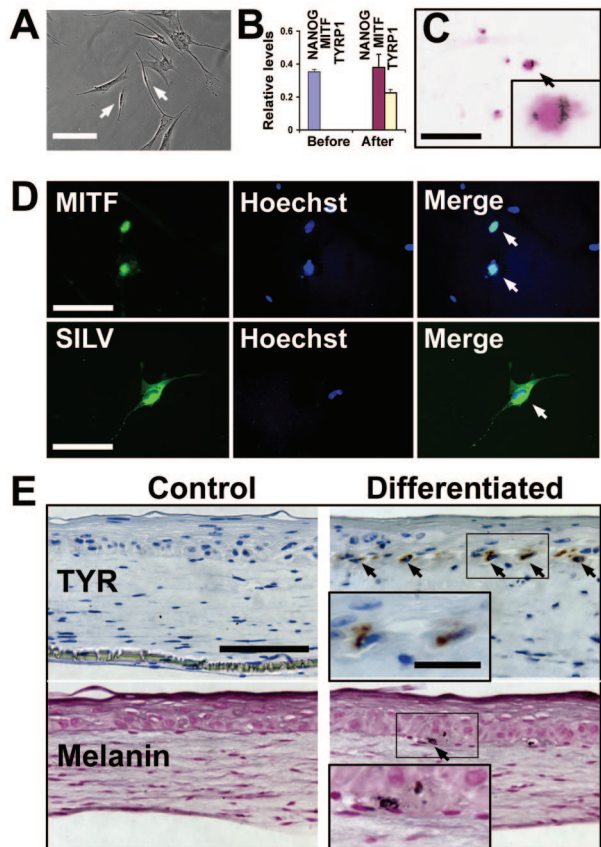 A
B
NANOG
MITF
TYRP1
NANOG
MITF
TYRP1
Relative levels
0.6
0.4
0.2
0
Before
After
C
D
MITF
Hoechst
Merge
SILV
Hoechst
Merge
E
Control
Differentiated
TYR
Melanin